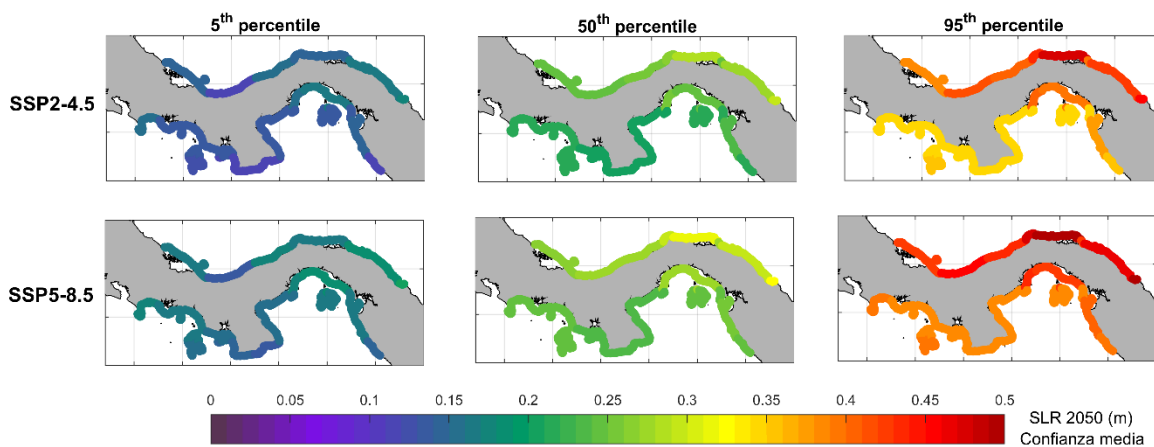 5th percentile
50th percentile
95th percentile
SSP2-4.5
SSP5-8.5
0 0.05 0.1 0.15 0.2 0.25 0.3 0.35 0.4 0.45 0.5
SLR 2050 (m)
Confianza media